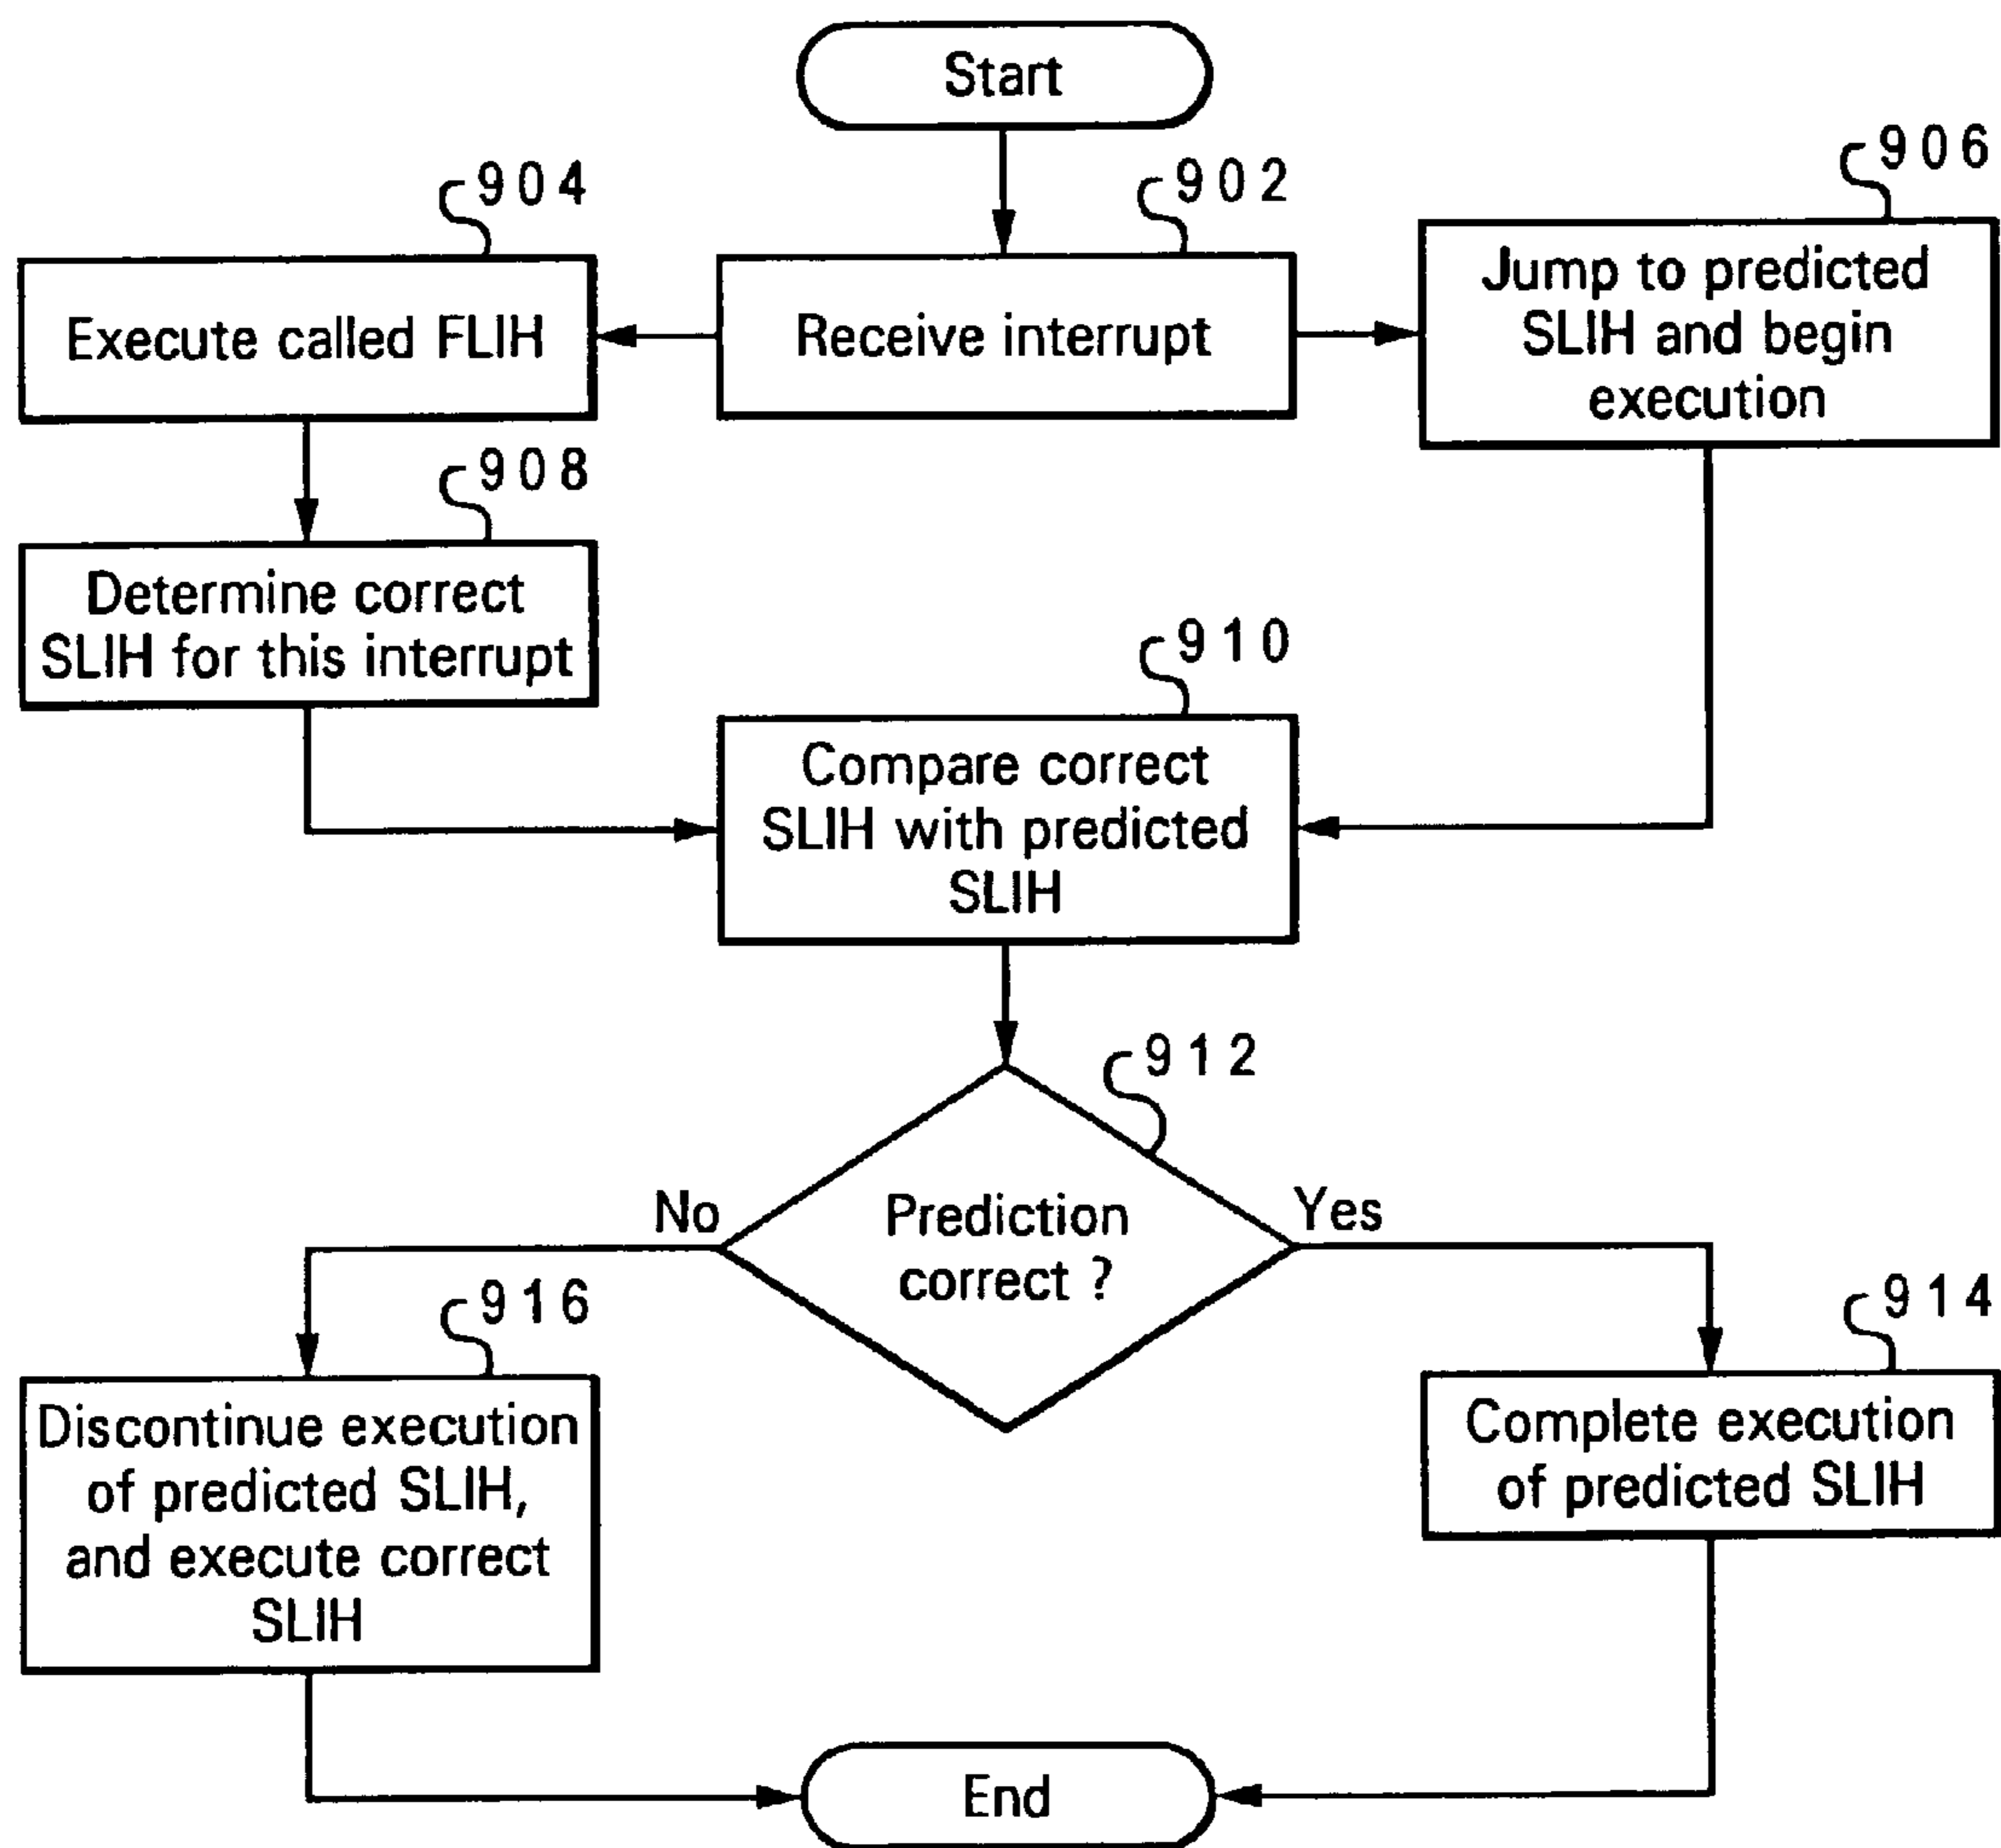 Start
904
902
906
Execute called FLIH
Receive interrupt
Jump to predicted
SLIH and begin
execution
908
Determine correct
SLIH for this interrupt
910
Compare correct
SLIH with predicted
SLIH
912
Prediction
correct ?
No
Yes
916
914
Discontinue execution
of predicted SLIH,
and execute correct
SLIH
Complete execution
of predicted SLIH
End